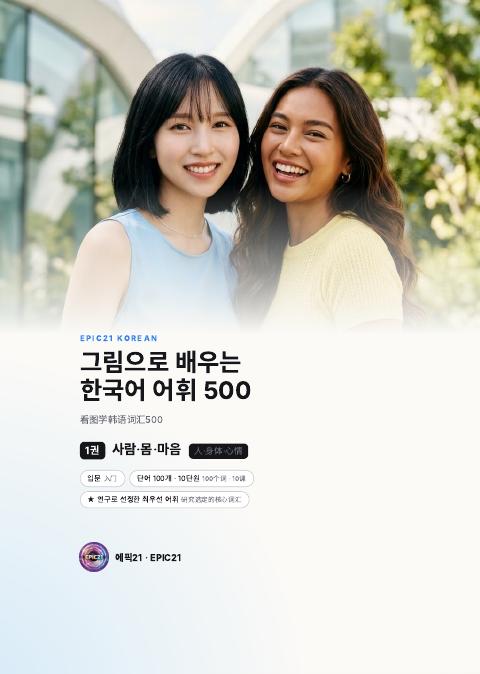 EPIC21 KOREAN
그림으로 배우는
한국어 어휘 500
看图学韩语词汇500
1권 사람·몸·마음 人·身体·心情
입문 入门 단어 100개 · 10단원 100个词 · 10课
★ 연구로 선정한 최우선 어휘 研究选定的核心词汇
EPIC21 에픽21 · EPIC21